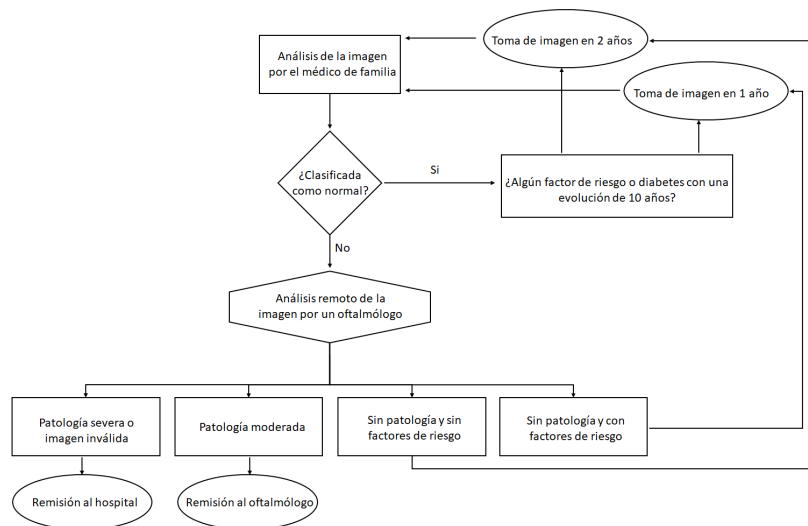 Toma de imagen en 2 años
Análisis de la imagen
por el médico de familia
Toma de imagen en 1 año
¿Clasificada
como normal?
Si
¿Algún factor de riesgo o diabetes con una
evolución de 10 años?
No
Análisis remoto de la
imagen por un oftalmólogo
Patología severa o
imagen inválida
Patología moderada
Sin patología y sin
factores de riesgo
Sin patología y con
factores de riesgo
Remisión al hospital
Remisión al oftalmólogo